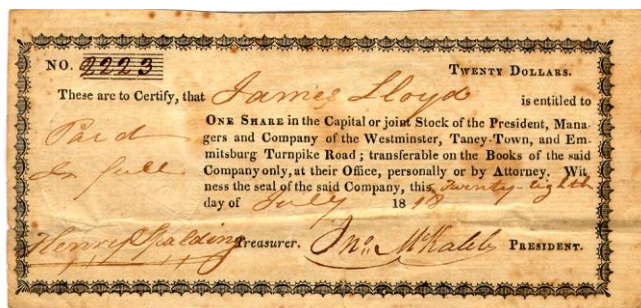 NO. 2223 TWENTY DOLLARS.
These are to Certify, that James Lloyd is entitled to
ONE SHARE in the Capital or joint Stock of the President, Mana
gers and Company of the Westminster, Taney-Town, and Em-
mitsburg Turnpike Road; transferable on the Books of the said
Company only, at their Office, personally or by Attorney. Wit
ness the seal of the said Company, this twenty-eighth
day of July 1818
Paid
In full
Henry Spalding Treasurer. Jno. McKaleb PRESIDENT.